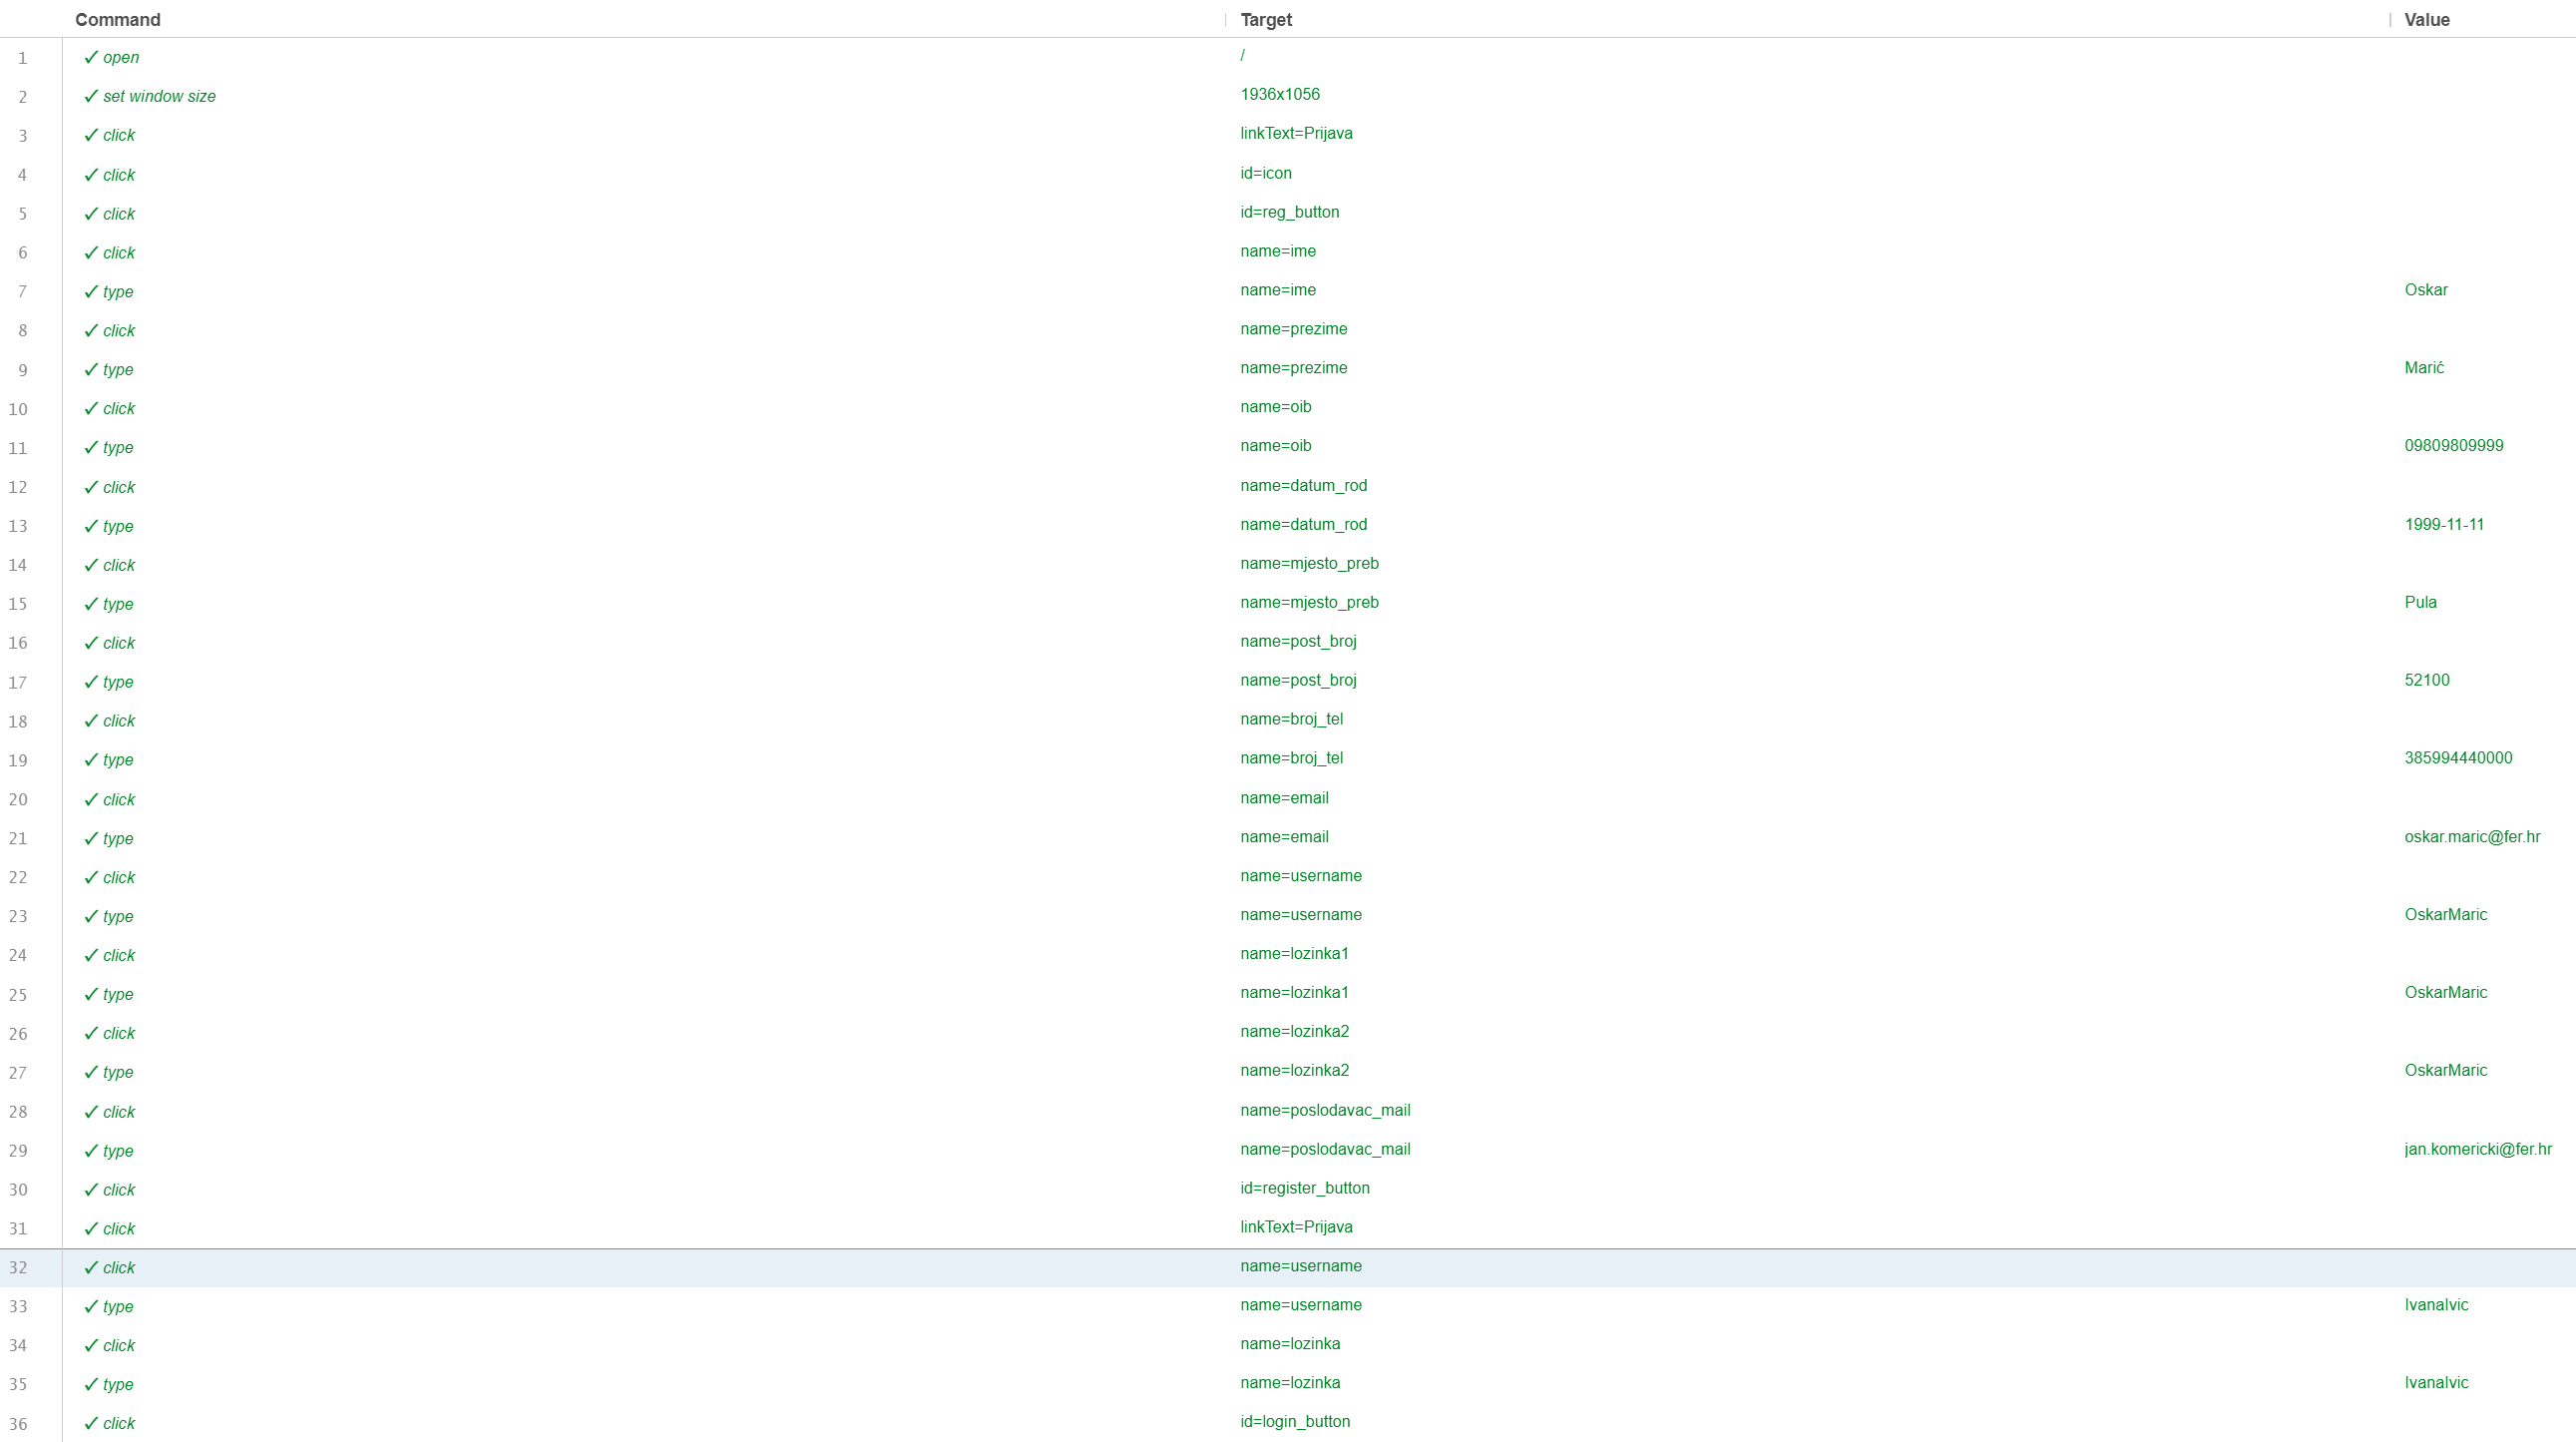 Command Target Value
1 ✓ open /
2 ✓ set window size 1936x1056
3 ✓ click linkText=Prijava
4 ✓ click id=icon
5 ✓ click id=reg_button
6 ✓ click name=ime
7 ✓ type name=ime Oskar
8 ✓ click name=prezime
9 ✓ type name=prezime Marić
10 ✓ click name=oib
11 ✓ type name=oib 09809809999
12 ✓ click name=datum_rod
13 ✓ type name=datum_rod 1999-11-11
14 ✓ click name=mjesto_preb
15 ✓ type name=mjesto_preb Pula
16 ✓ click name=post_broj
17 ✓ type name=post_broj 52100
18 ✓ click name=broj_tel
19 ✓ type name=broj_tel 385994440000
20 ✓ click name=email
21 ✓ type name=email oskar.maric@fer.hr
22 ✓ click name=username
23 ✓ type name=username OskarMaric
24 ✓ click name=lozinka1
25 ✓ type name=lozinka1 OskarMaric
26 ✓ click name=lozinka2
27 ✓ type name=lozinka2 OskarMaric
28 ✓ click name=poslodavac_mail
29 ✓ type name=poslodavac_mail jan.komericki@fer.hr
30 ✓ click id=register_button
31 ✓ click linkText=Prijava
32 ✓ click name=username
33 ✓ type name=username IvanaIvic
34 ✓ click name=lozinka
35 ✓ type name=lozinka IvanaIvic
36 ✓ click id=login_button